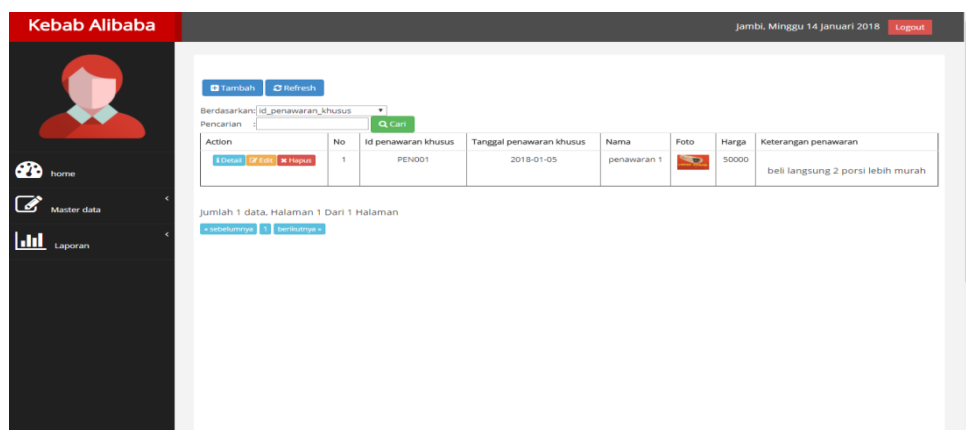 Kebab Alibaba
Jambi, Minggu 14 Januari 2018 Logout
Tambah Refresh
Berdasarkan: id_penawaran_khusus
Pencarian : Cari
Action No Id penawaran khusus Tanggal penawaran khusus Nama Foto Harga Keterangan penawaran
Detail Edit Hapus 1 PEN001 2018-01-05 penawaran 1 50000 beli langsung 2 porsi lebih murah
home
Master data
Laporan
Jumlah 1 data, Halaman 1 Dari 1 Halaman
« sebelumnya 1 berikutnya »